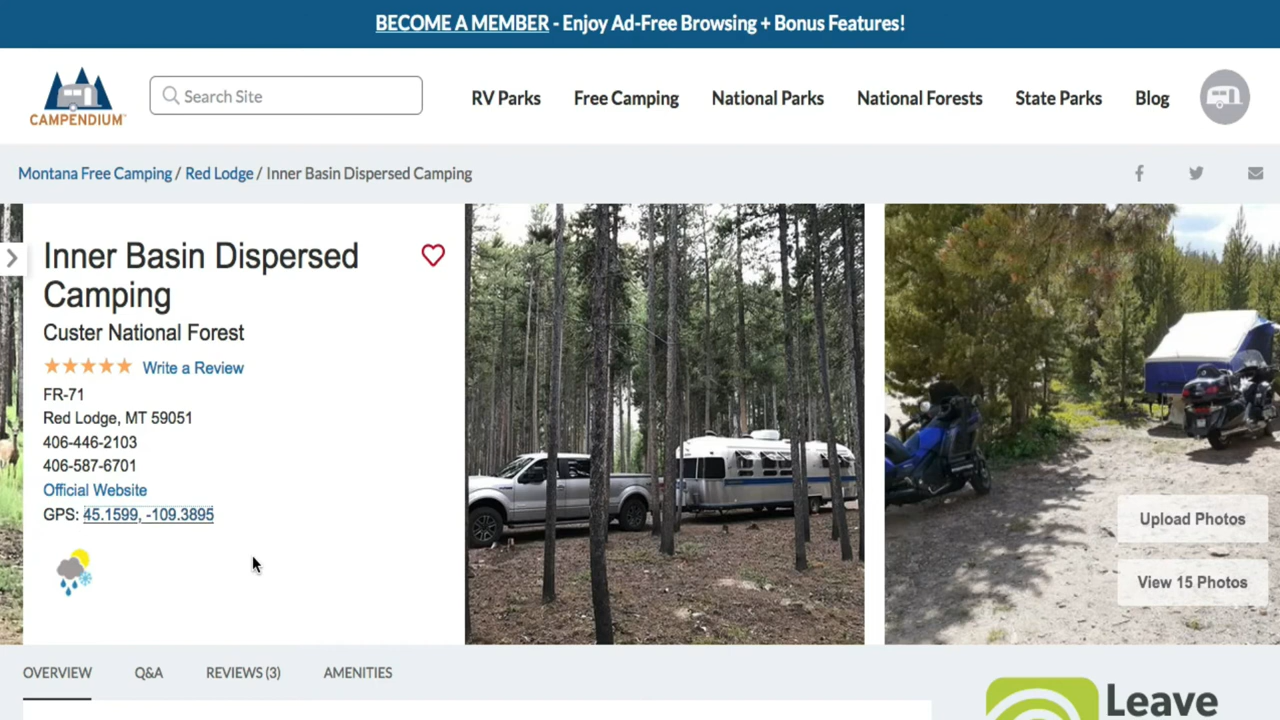 BECOME A MEMBER - Enjoy Ad-Free Browsing + Bonus Features!
CAMPENDIUM
Search Site
RV Parks
Free Camping
National Parks
National Forests
State Parks
Blog
Montana Free Camping / Red Lodge / Inner Basin Dispersed Camping
Inner Basin Dispersed
Camping
Custer National Forest
Write a Review
FR-71
Red Lodge, MT 59051
406-446-2103
406-587-6701
Official Website
GPS: 45.1599, -109.3895
Upload Photos
View 15 Photos
OVERVIEW
Q&A
REVIEWS (3)
AMENITIES
Leave